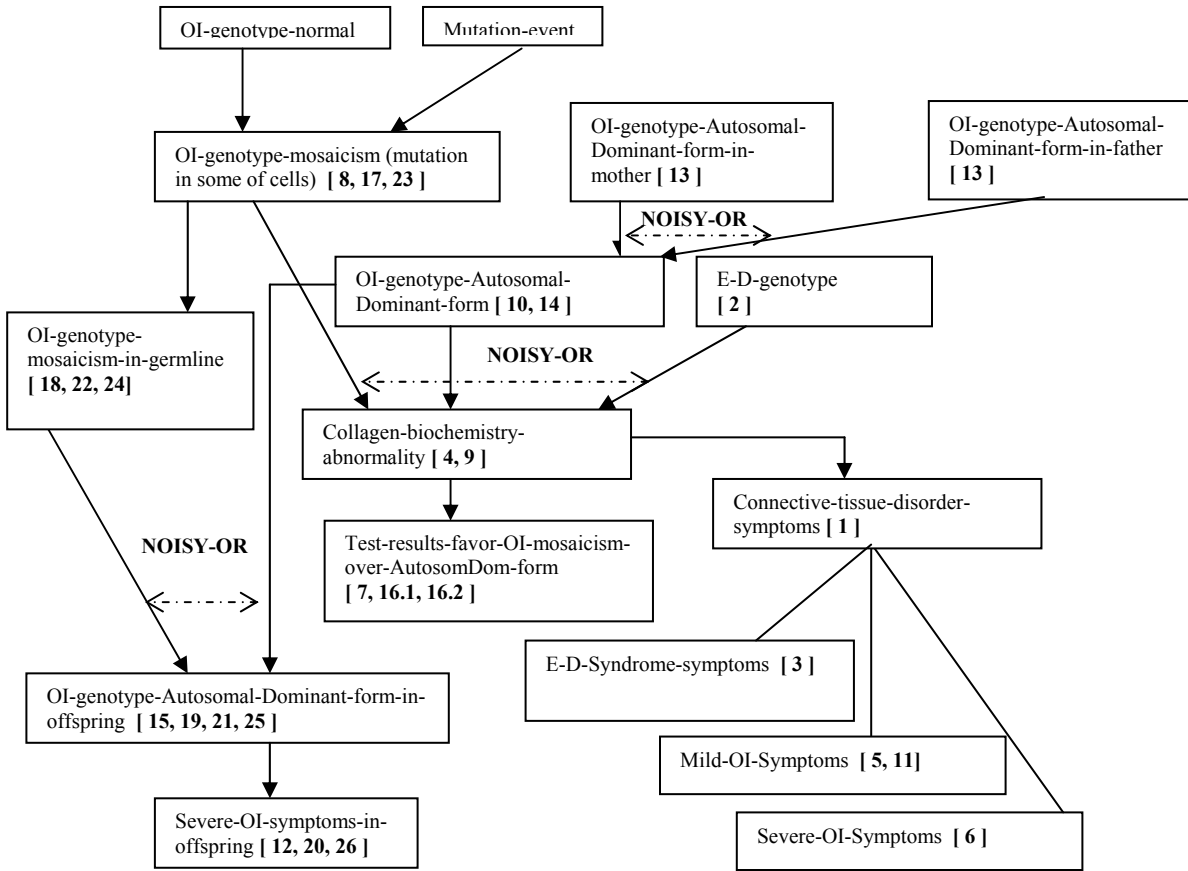 OI-genotype-normal
Mutation-event
OI-genotype-Autosomal-
Dominant-form-in-
mother [ 13 ]
OI-genotype-Autosomal-
Dominant-form-in-father
[ 13 ]
OI-genotype-mosaicism (mutation
in some of cells) [ 8, 17, 23 ]
NOISY-OR
OI-genotype-Autosomal-
Dominant-form [ 10, 14 ]
E-D-genotype
[ 2 ]
OI-genotype-
mosaicism-in-germline
[ 18, 22, 24]
NOISY-OR
Collagen-biochemistry-
abnormality [ 4, 9 ]
Connective-tissue-disorder-
symptoms [ 1 ]
Test-results-favor-OI-mosaicism-
over-AutosomDom-form
[ 7, 16.1, 16.2 ]
NOISY-OR
E-D-Syndrome-symptoms [ 3 ]
OI-genotype-Autosomal-Dominant-form-in-
offspring [ 15, 19, 21, 25 ]
Mild-OI-Symptoms [ 5, 11]
Severe-OI-symptoms-in-
offspring [ 12, 20, 26 ]
Severe-OI-Symptoms [ 6 ]